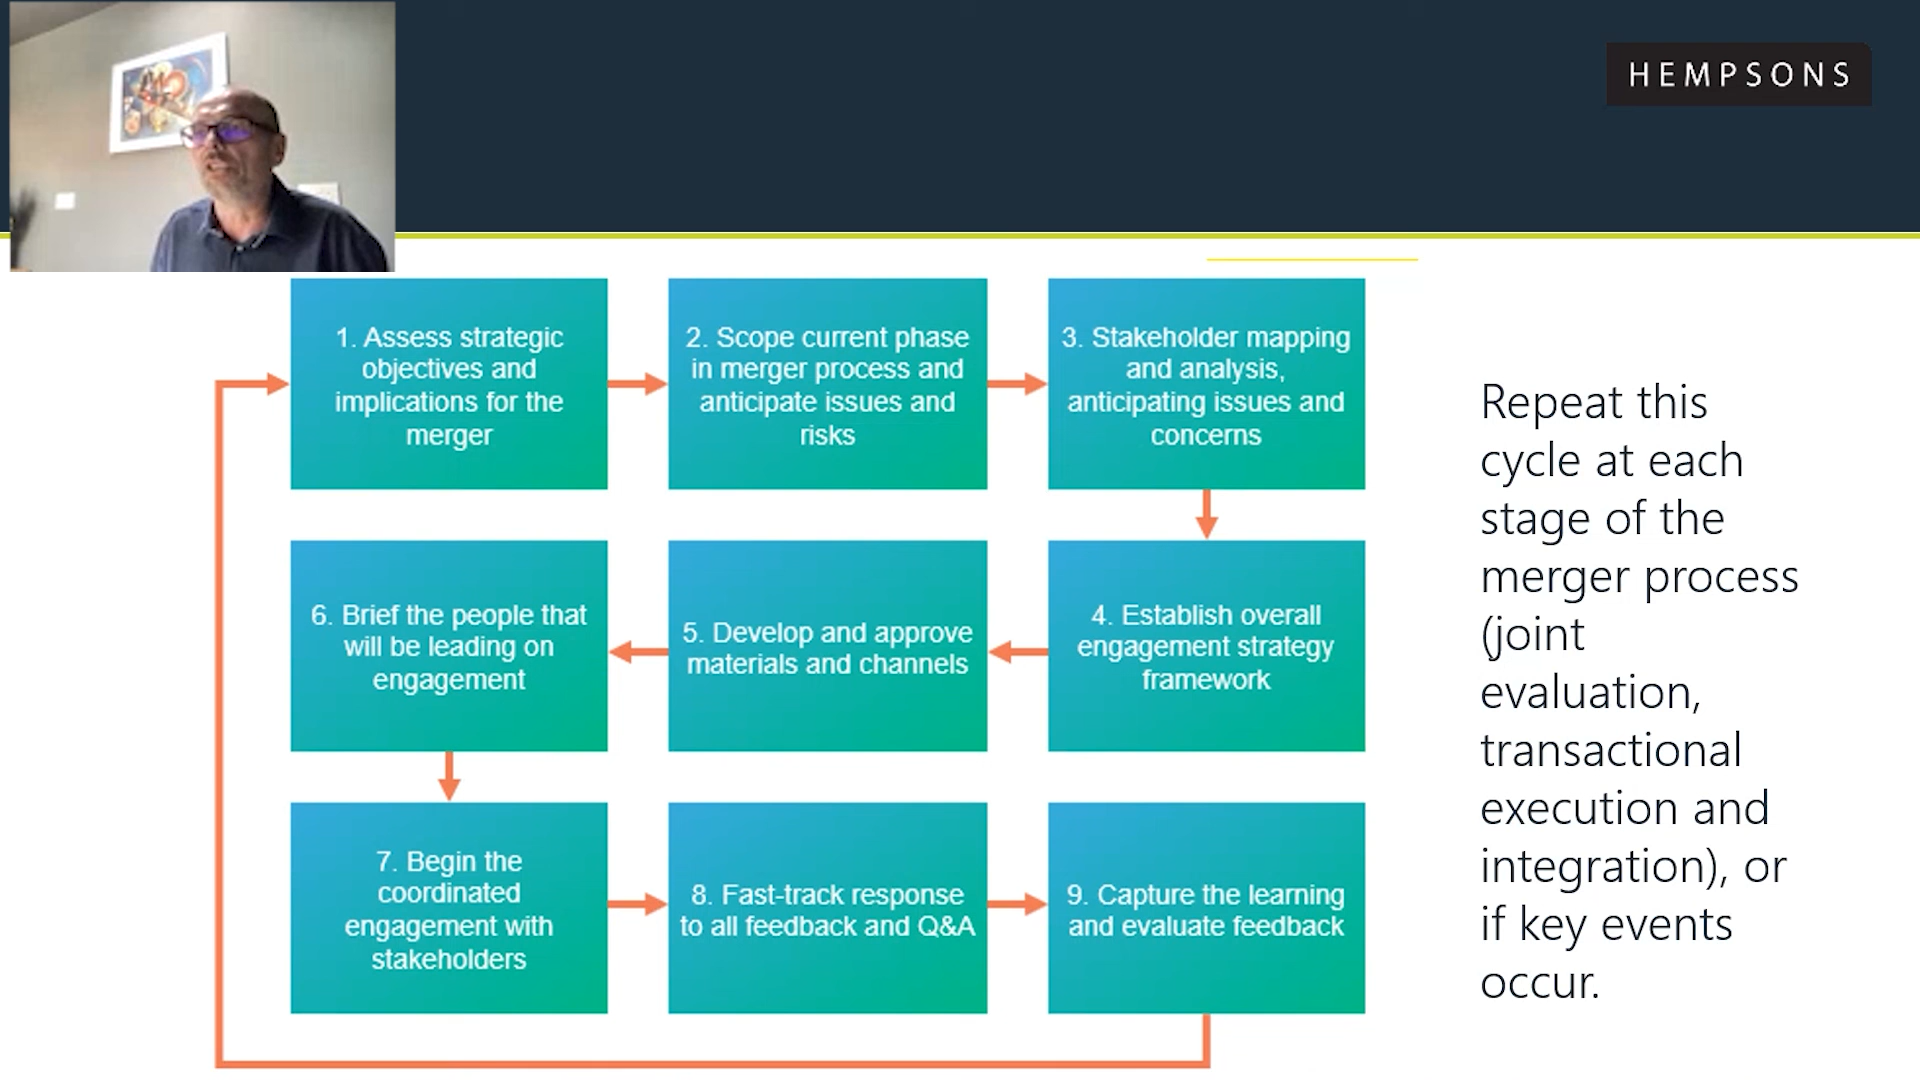 HEMPSONS
1. Assess strategic
objectives and
implications for the
merger
2. Scope current phase
in merger process and
anticipate issues and
risks
3. Stakeholder mapping
and analysis,
anticipating issues and
concerns
4. Establish overall
engagement strategy
framework
5. Develop and approve
materials and channels
6. Brief the people that
will be leading on
engagement
7. Begin the
coordinated
engagement with
stakeholders
8. Fast-track response
to all feedback and Q&A
9. Capture the learning
and evaluate feedback
Repeat this
cycle at each
stage of the
merger process
(joint
evaluation,
transactional
execution and
integration), or
if key events
occur.